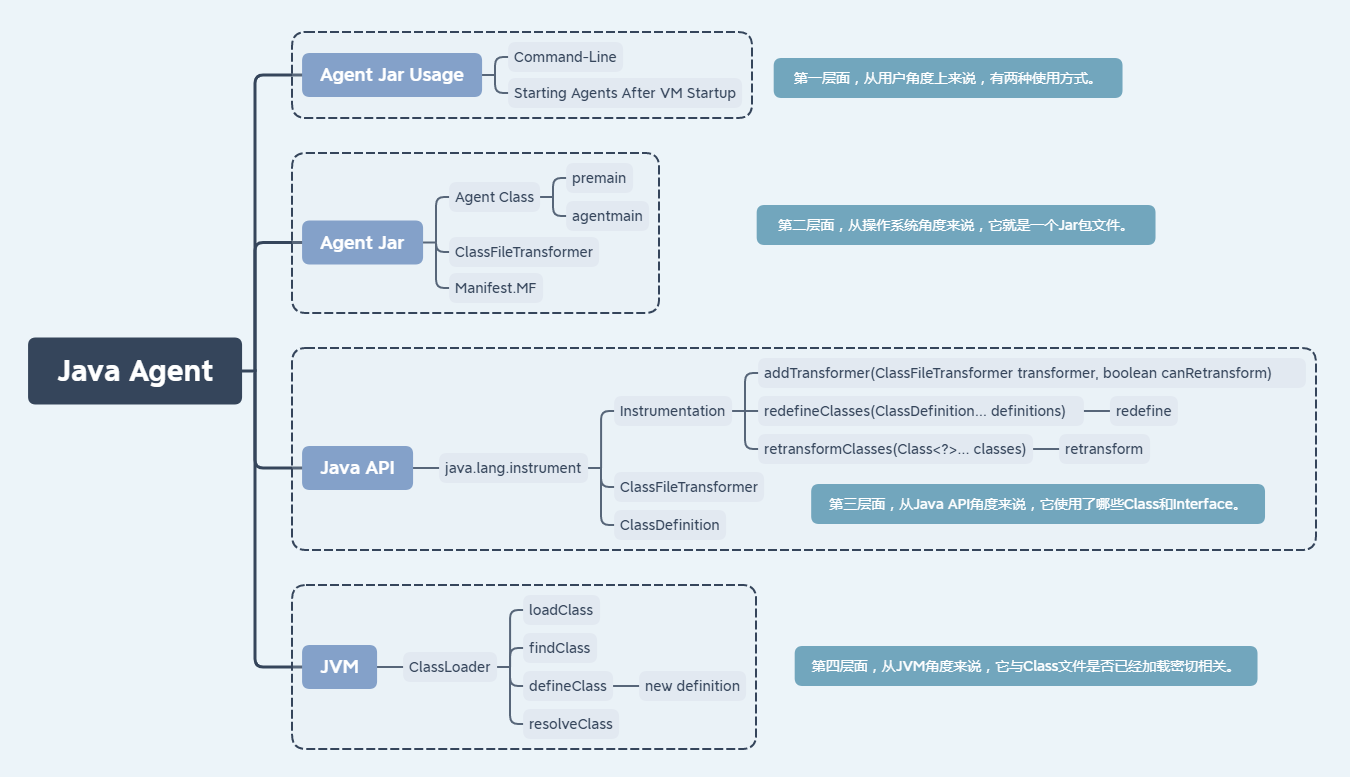 Java Agent
Agent Jar Usage
Command-Line
Starting Agents After VM Startup
第一层面，从用户角度上来说，有两种使用方式。
Agent Jar
Agent Class
premain
agentmain
ClassFileTransformer
Manifest.MF
第二层面，从操作系统角度来说，它就是一个Jar包文件。
Java API
java.lang.instrument
Instrumentation
addTransformer(ClassFileTransformer transformer, boolean canRetransform)
redefineClasses(ClassDefinition... definitions)
redefine
retransformClasses(Class<?>... classes)
retransform
ClassFileTransformer
ClassDefinition
第三层面，从Java API角度来说，它使用了哪些Class和Interface。
JVM
ClassLoader
loadClass
findClass
defineClass
new definition
resolveClass
第四层面，从JVM角度来说，它与Class文件是否已经加载密切相关。